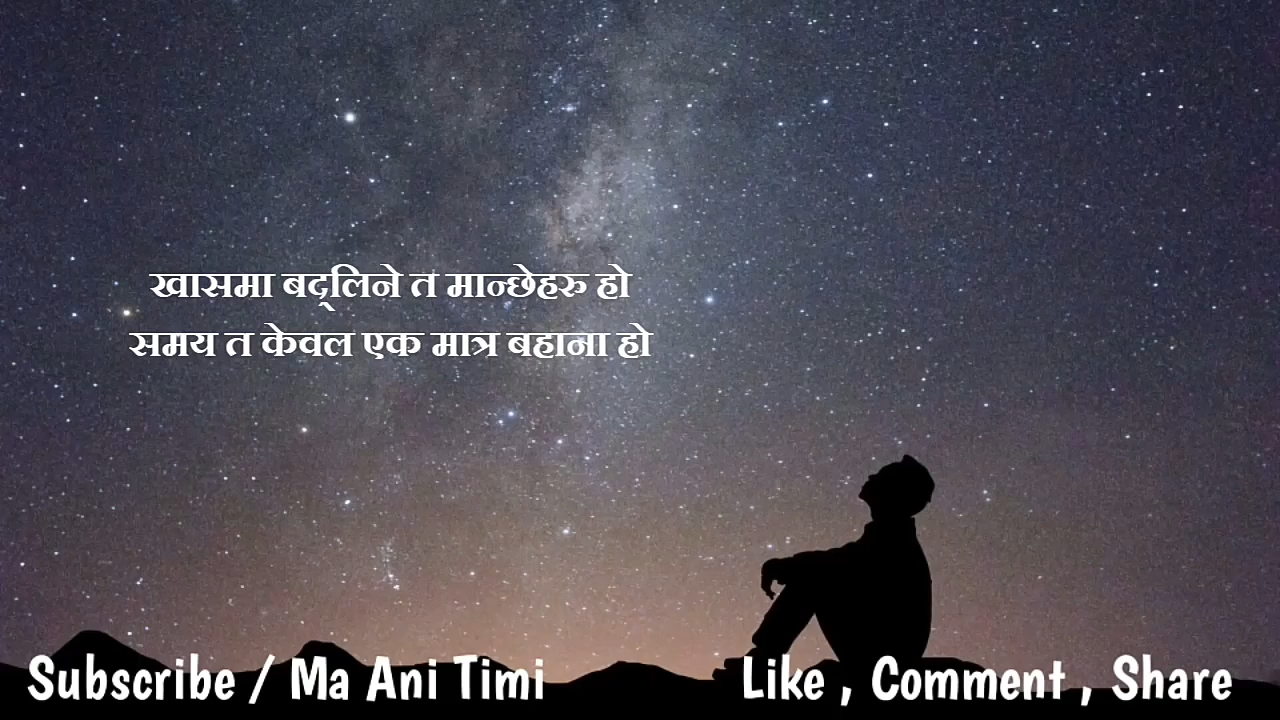 खासमा बद्‌लिने त मान्छेहरु हो
समय त केवल एक मात्र बहाना हो
Subscribe / Ma Ani Timi
Like , Comment , Share